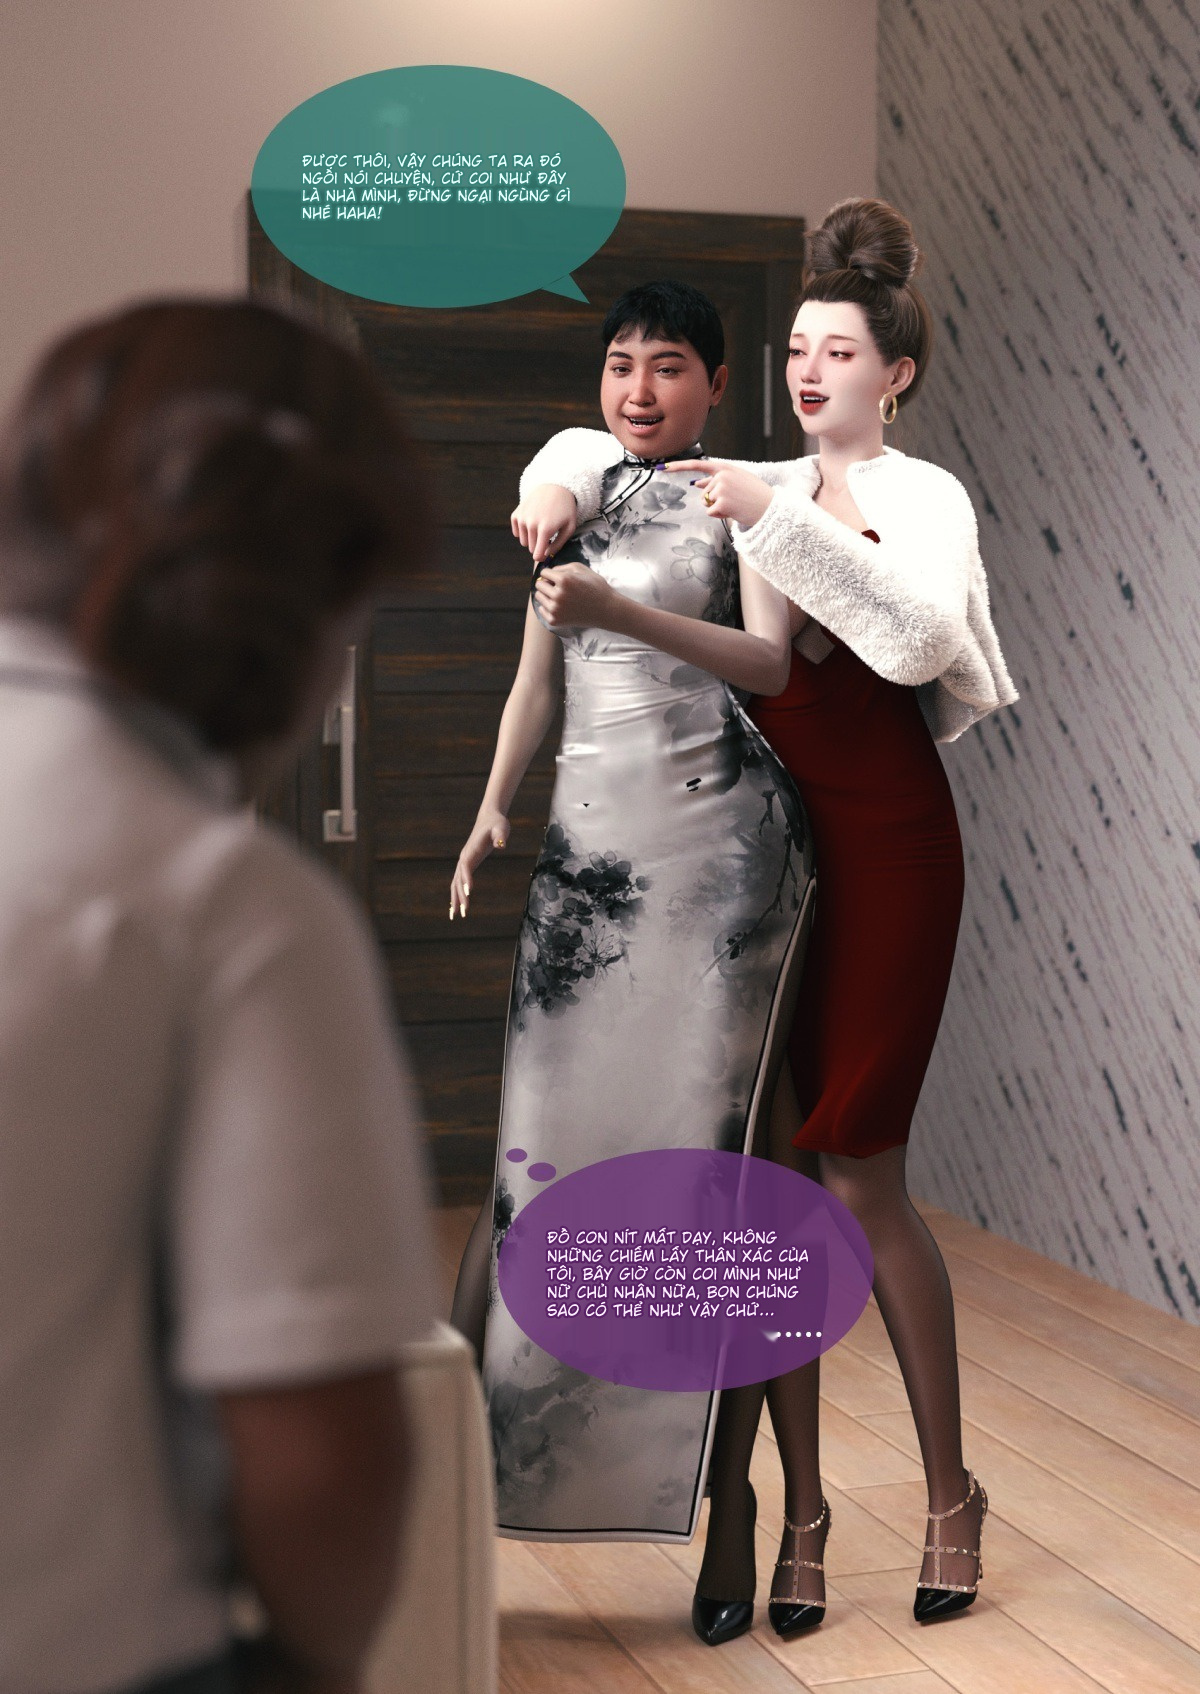 ĐƯỢC THÔI, VẬY CHÚNG TA RA ĐÓ
NGỒI NÓI CHUYỆN, CỨ COI NHƯ ĐÂY
LÀ NHÀ MÌNH, ĐỪNG NGẠI NGÙNG GÌ
NHÉ HAHA!
ĐỒ CON NÍT MẤT DẠY, KHÔNG
NHỮNG CHIẾM LẤY THÂN XÁC CỦA
TÔI, BÂY GIỜ CÒN COI MÌNH NHƯ
NỮ CHỦ NHÂN NỮA, BỌN CHÚNG
SAO CÓ THỂ NHƯ VẬY CHỨ...
.....